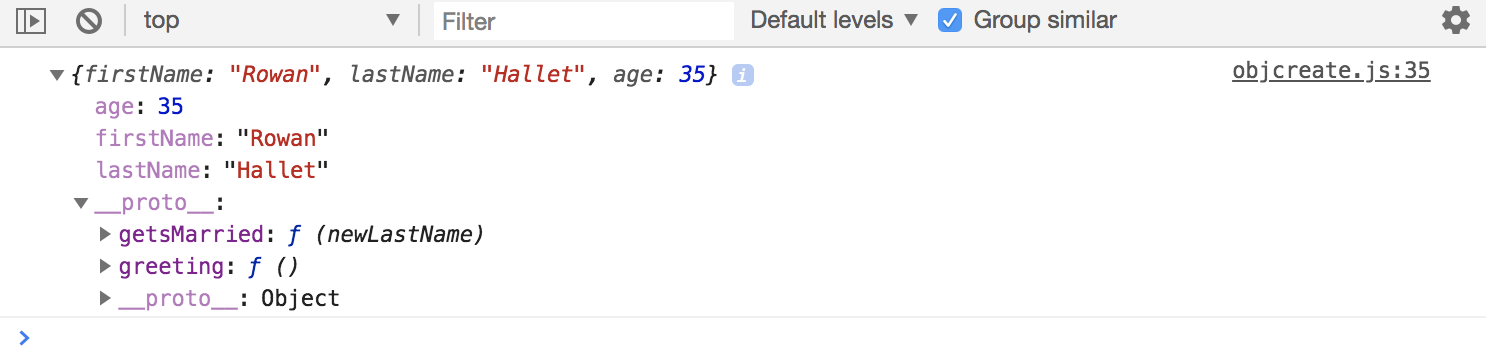 top Filter Default levels Group similar
{firstName: "Rowan", lastName: "Hallet", age: 35} i objcreate.js:35
age: 35
firstName: "Rowan"
lastName: "Hallet"
__proto__:
getsMarried: ƒ (newLastName)
greeting: ƒ ()
__proto__: Object